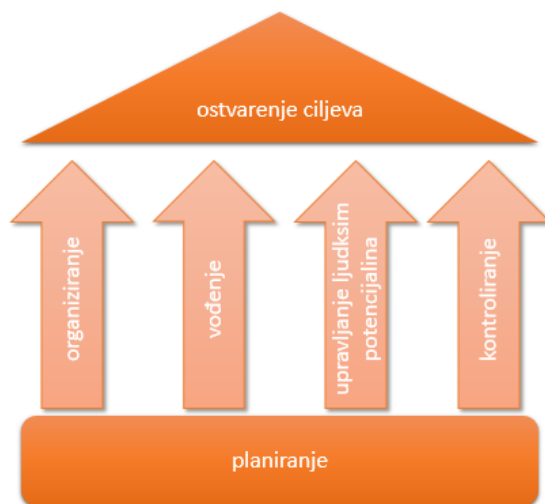 ostvarenje ciljeva
organiziranje
vođenje
upravljanje ljudksim
potencijalina
kontroliranje
planiranje